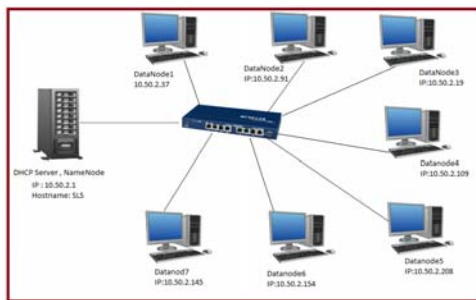 DataNode1
10.50.2.37
DataNode2
IP:10.50.2.91
DataNode3
IP:10.50.2.19
DHCP Server , NameNode
IP : 10.50.2.1
Hostname: SLS
Datanode4
IP:10.50.2.109
Datanod7
IP:10.50.2.145
Datanode6
IP:10.50.2.154
Datanode5
IP:10.50.2.208